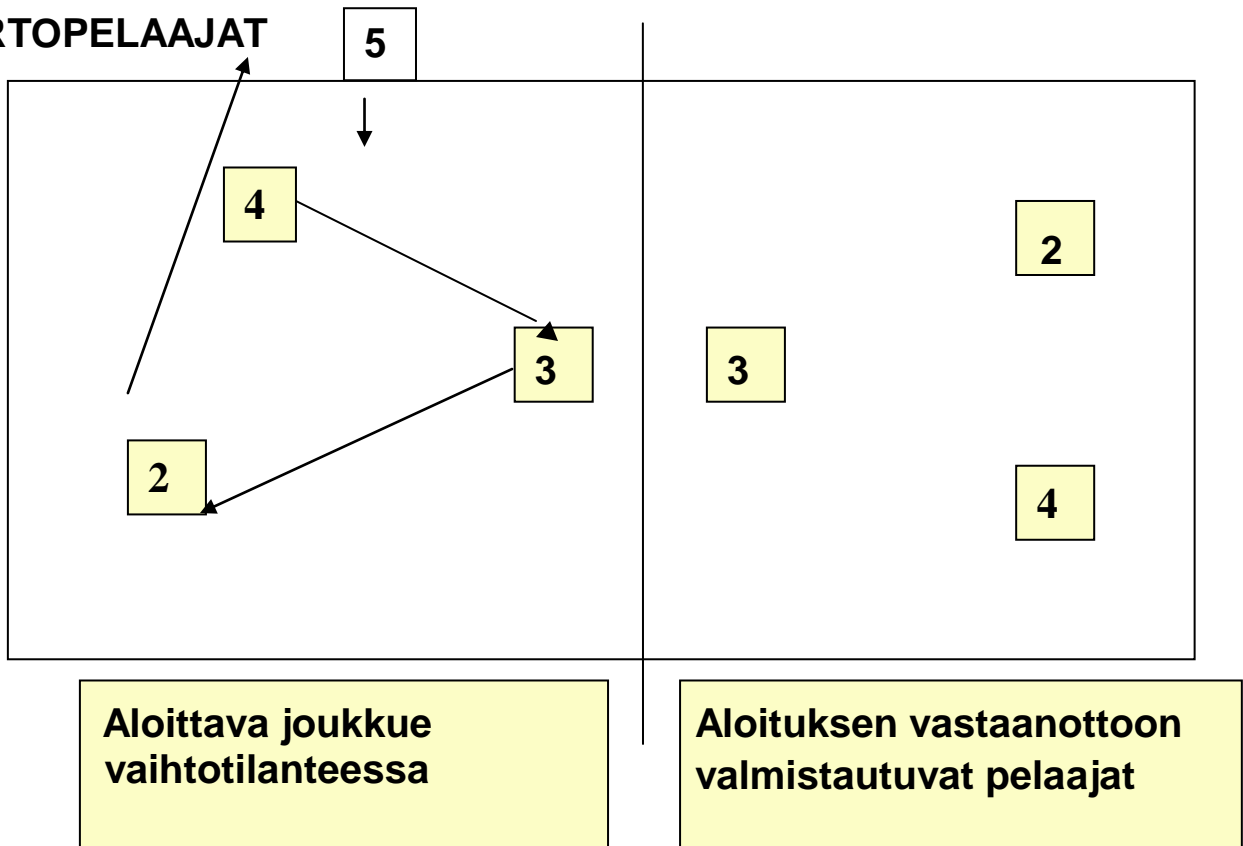 RTOPELAAJAT
5
4
2
3
3
2
4
Aloittava joukkue
vaihtotilanteessa
Aloituksen vastaanottoon
valmistautuvat pelaajat